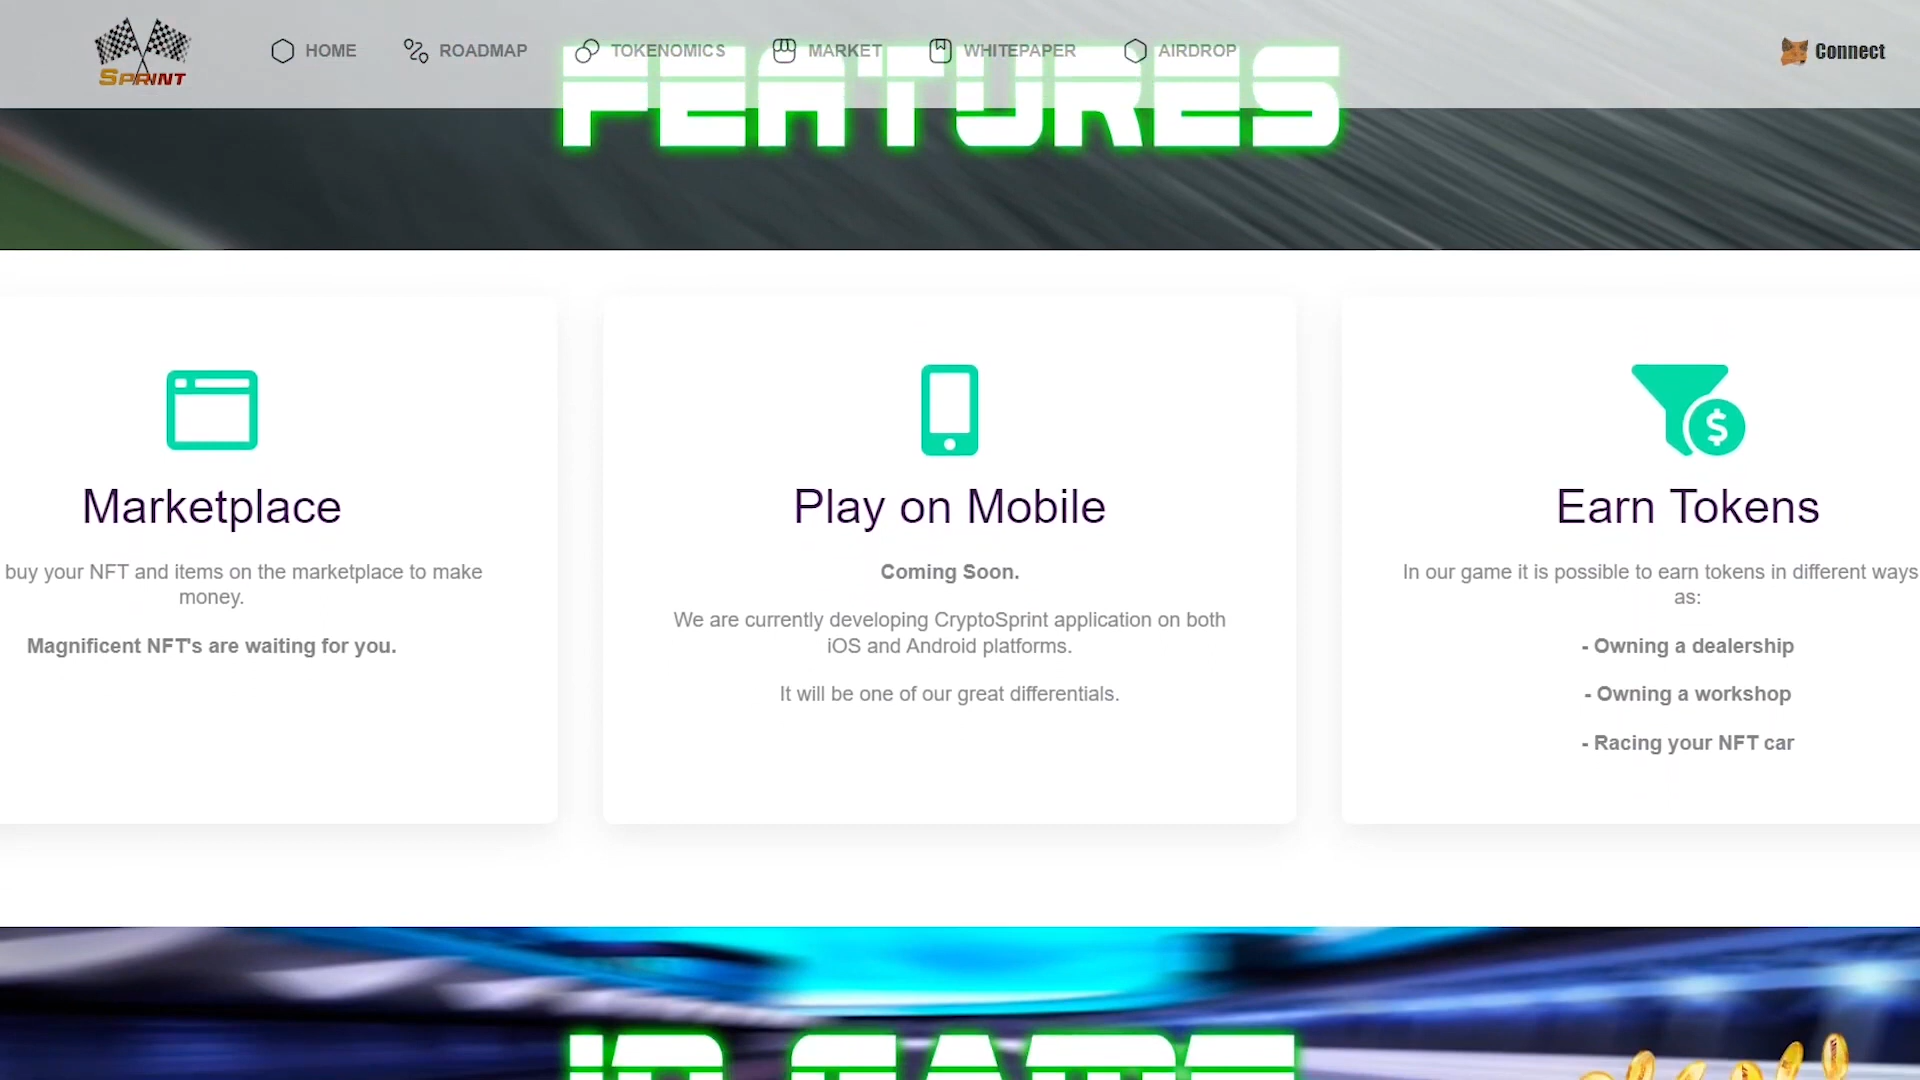 SPRINT
HOME
ROADMAP
TOKENOMICS
MARKET
WHITEPAPER
AIRDROP
Connect
FEATURES
Marketplace
buy your NFT and items on the marketplace to make
money.
Magnificent NFT's are waiting for you.
Play on Mobile
Coming Soon.
We are currently developing CryptoSprint application on both
iOS and Android platforms.
It will be one of our great differentials.
Earn Tokens
In our game it is possible to earn tokens in different ways
as:
- Owning a dealership
- Owning a workshop
- Racing your NFT car
IN GAME